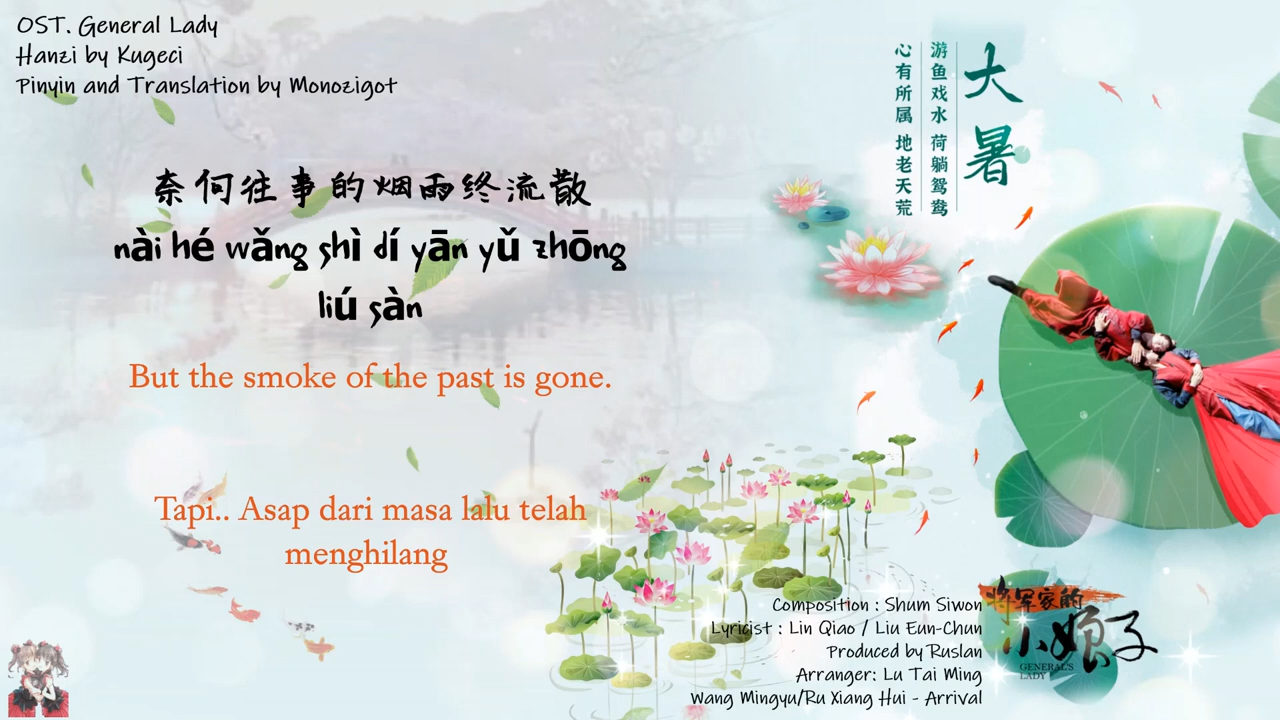 OST. General Lady
Hanzi by Kugeci
Pinyin and Translation by Monozigot
奈何往事的烟雨终流散
nài hé wǎng shì dí yān yǔ zhōng
liú sàn
But the smoke of the past is gone.
Tapi.. Asap dari masa lalu telah
menghilang
大暑
游鱼戏水 荷躺鸳鸯
心有所属 地老天荒
Composition : Shum Siwon
Lyricist : Lin Qiao / Liu Eun-Chun
Produced by Ruslan
Arranger: Lu Tai Ming
Wang Mingyu/Ru Xiang Hui - Arrival
将军家的
小娘子
GENERAL'S
LADY